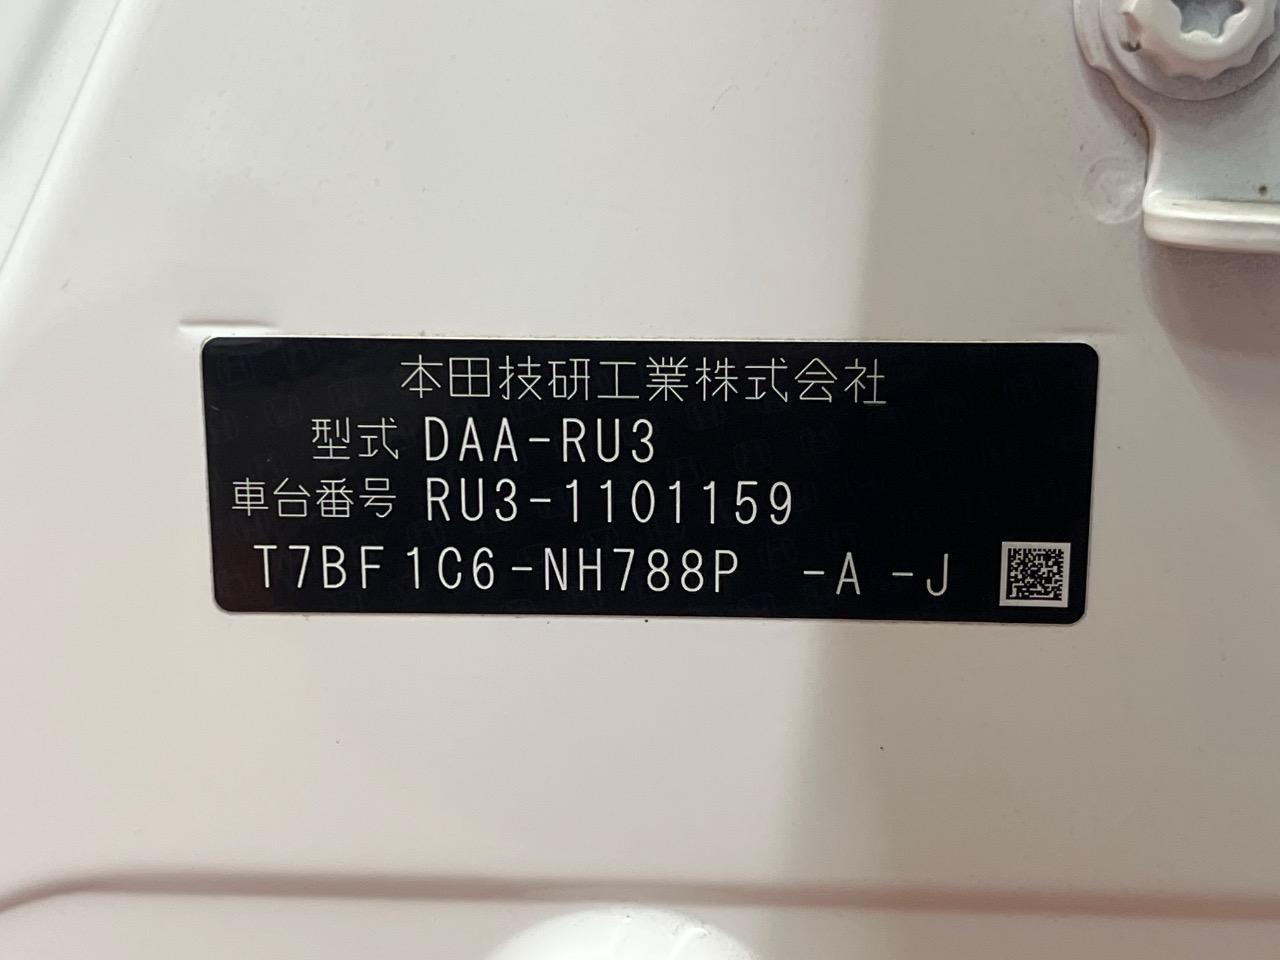 本田技研工業株式会社
型式 DAA-RU3
車台番号 RU3-1101159
T7BF1C6-NH788P -A -J